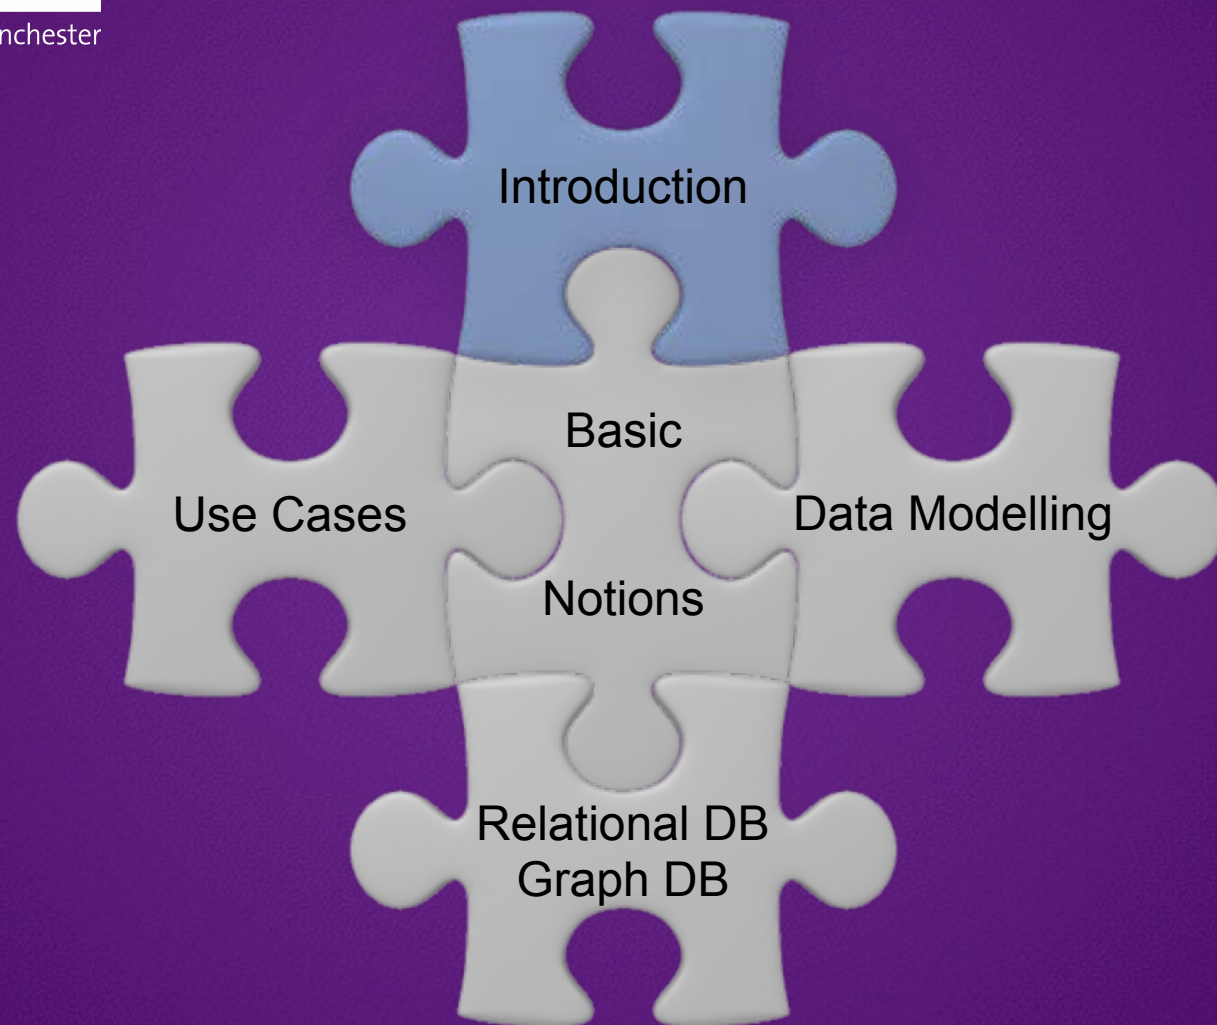 nchester
Introduction
Basic
Use Cases
Data Modelling
Notions
Relational DB
Graph DB